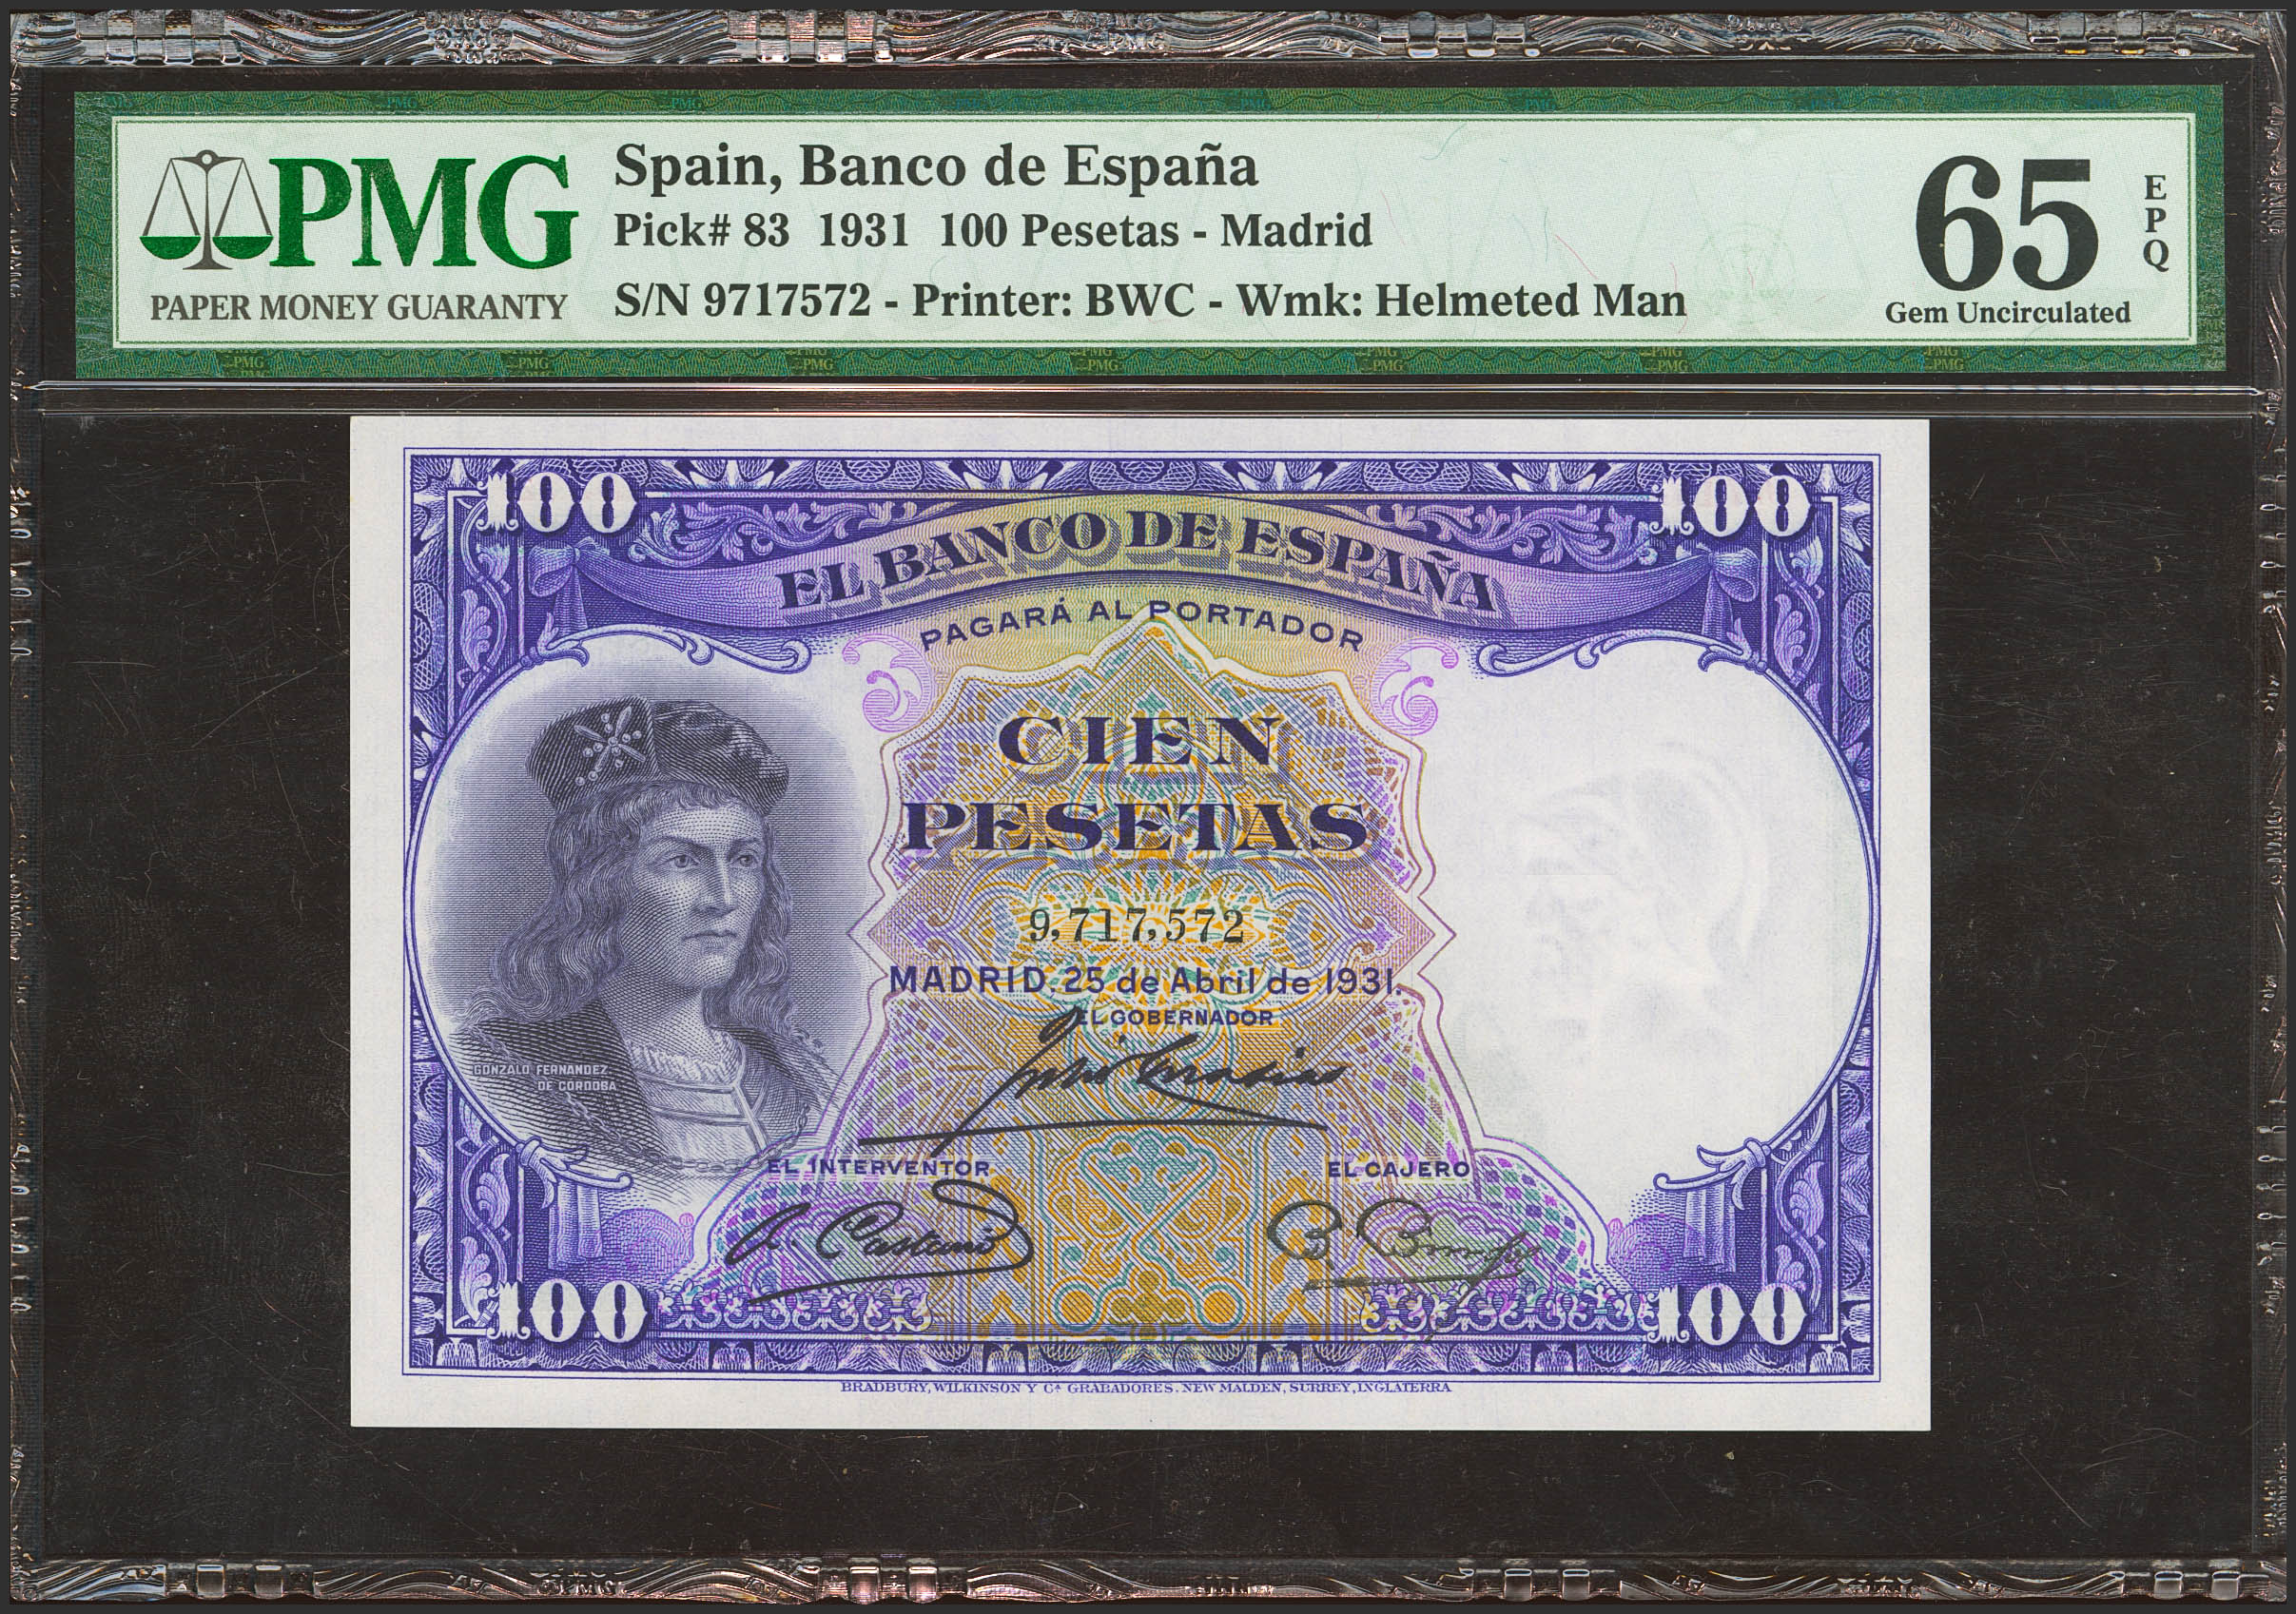 PMG
PAPER MONEY GUARANTY
Spain, Banco de España
Pick# 83 1931 100 Pesetas - Madrid
S/N 9717572 - Printer: BWC - Wmk: Helmeted Man
65
EPQ
Gem Uncirculated
100
100
EL BANCO DE ESPAÑA
PAGARÁ AL PORTADOR
CIEN
PESETAS
9,717,572
MADRID, 25 de Abril de 1931.
EL GOBERNADOR
GONZALO FERNANDEZ
DE CORDOBA
EL INTERVENTOR
EL CAJERO
100
100
BRADBURY, WILKINSON Y Cª GRABADORES. NEW MALDEN, SURREY, INGLATERRA